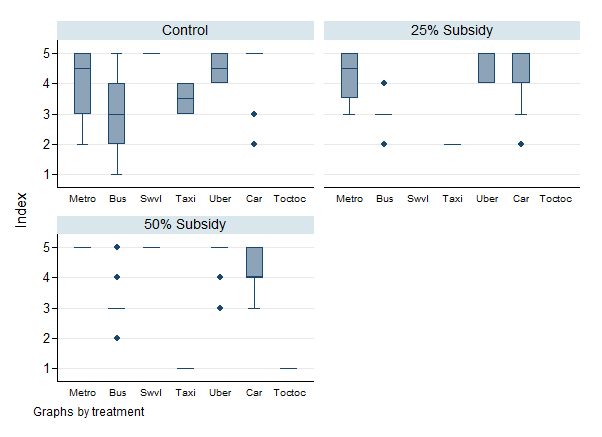 Control
25% Subsidy
5
4
3
2
1
Metro Bus Swvl Taxi Uber Car Toctoc
Metro Bus Swvl Taxi Uber Car Toctoc
Index
50% Subsidy
5
4
3
2
1
Metro Bus Swvl Taxi Uber Car Toctoc
Graphs by treatment